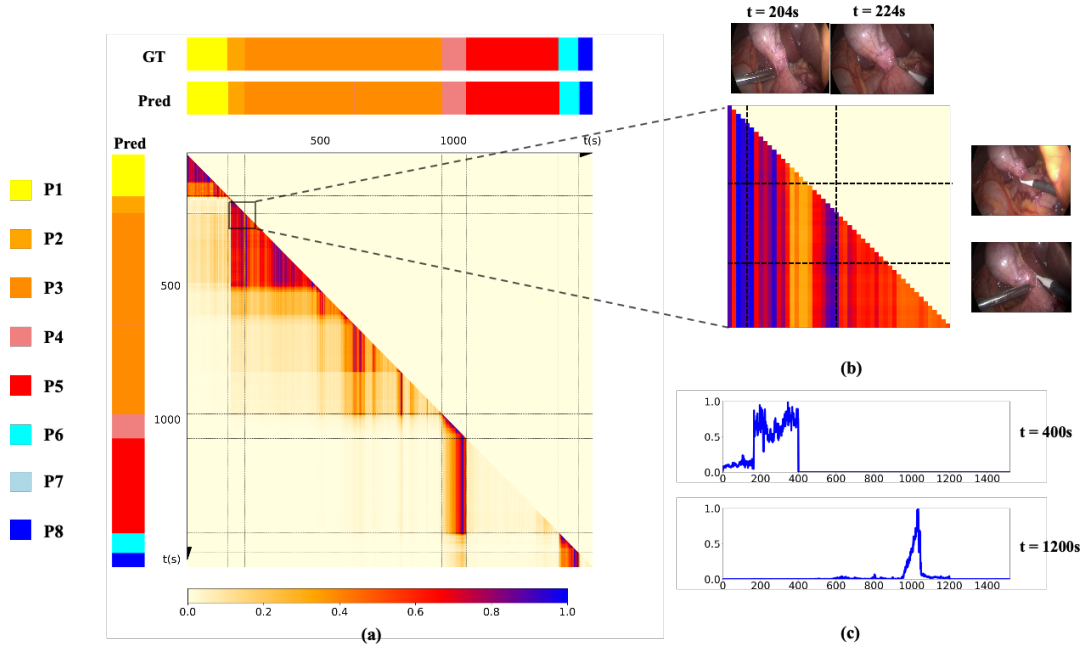 t = 204s t = 224s
GT
Pred
Pred
500 1000 t(s)
P1
P2
P3
P4
P5
P6
P7
P8
500
1000
t(s)
0.0 0.2 0.4 0.6 0.8 1.0
(a)
(b)
1.0
0.5
0.0
200 400 600 800 1000 1200 1400
t = 400s
1.0
0.5
0.0
200 400 600 800 1000 1200 1400
t = 1200s
(c)